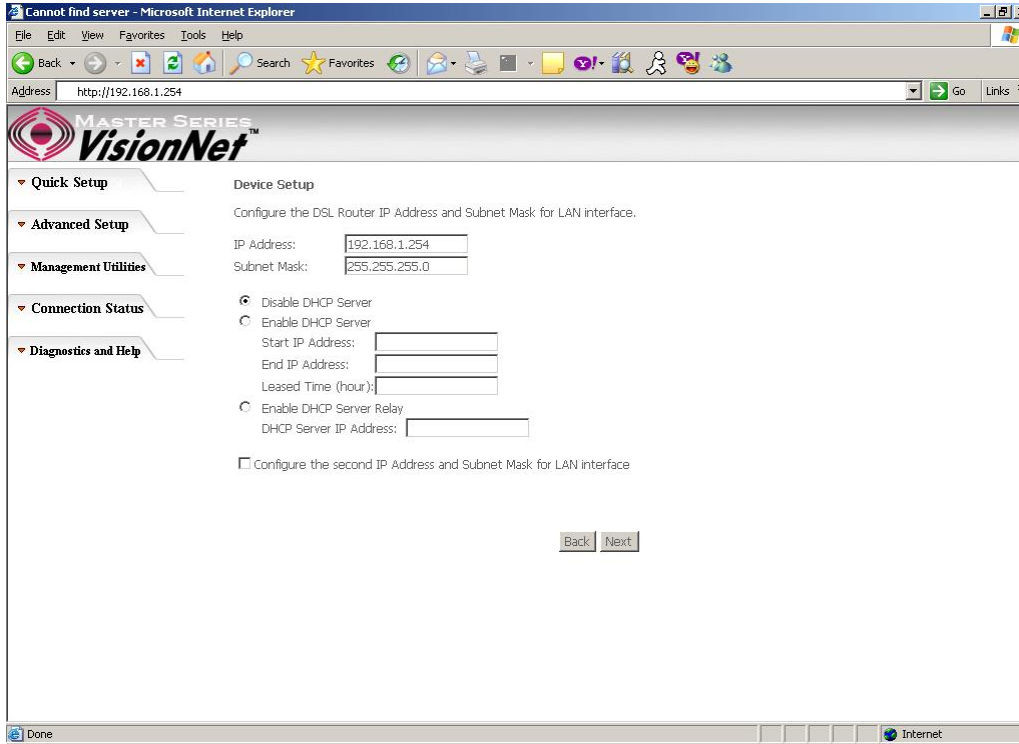 Cannot find server - Microsoft Internet Explorer
File Edit View Favorites Tools Help
Back Search Favorites
Address http://192.168.1.254 Go Links
MASTER SERIES
VisionNet™
Quick Setup
Advanced Setup
Management Utilities
Connection Status
Diagnostics and Help
Device Setup
Configure the DSL Router IP Address and Subnet Mask for LAN interface.
IP Address: 192.168.1.254
Subnet Mask: 255.255.255.0
Disable DHCP Server
Enable DHCP Server
Start IP Address:
End IP Address:
Leased Time (hour):
Enable DHCP Server Relay
DHCP Server IP Address:
Configure the second IP Address and Subnet Mask for LAN interface
Back Next
Done Internet